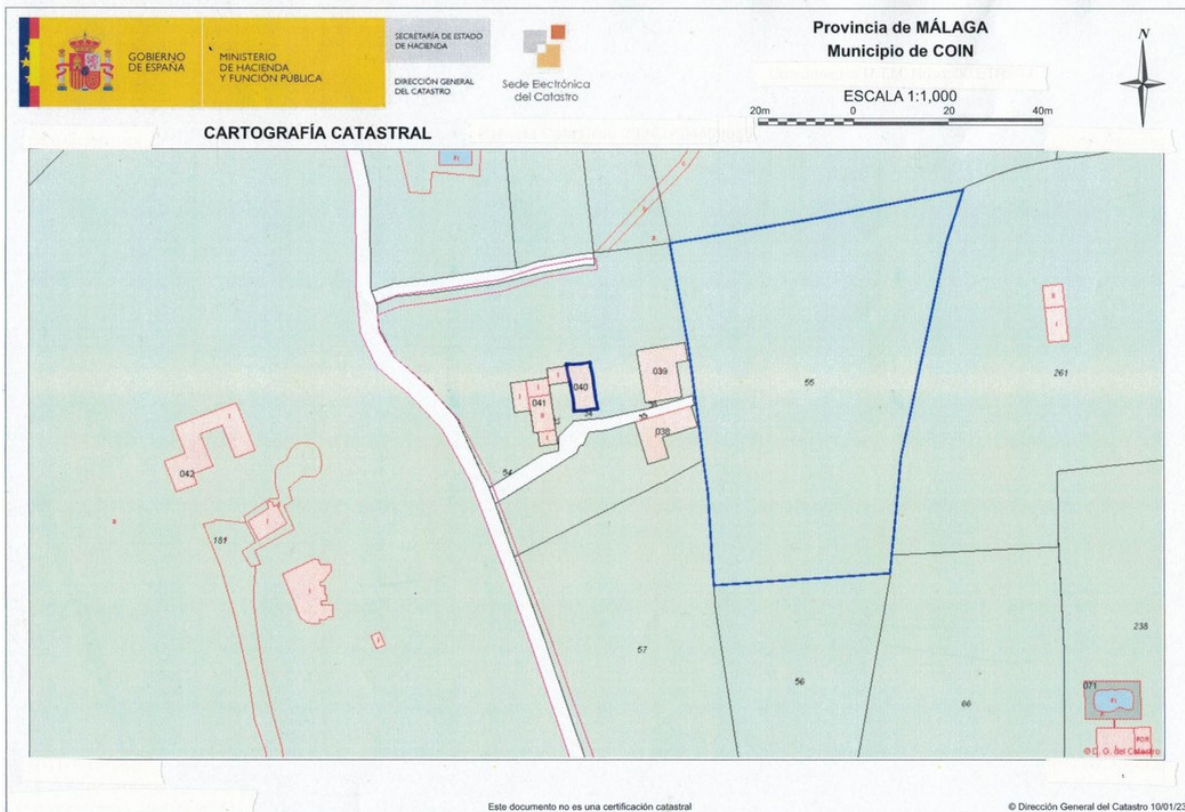 GOBIERNO
DE ESPAÑA
MINISTERIO
DE HACIENDA
Y FUNCIÓN PÚBLICA
SECRETARÍA DE ESTADO
DE HACIENDA
DIRECCIÓN GENERAL
DEL CATASTRO
Sede Electrónica
del Catastro
Provincia de MÁLAGA
Municipio de COIN
ESCALA 1:1,000
20m 0 20 40m
N
CARTOGRAFÍA CATASTRAL
040
039
041
038
34
54
55
261
042
181
57
56
66
238
071
© D. G. del Catastro
Este documento no es una certificación catastral
© Dirección General del Catastro 10/01/23